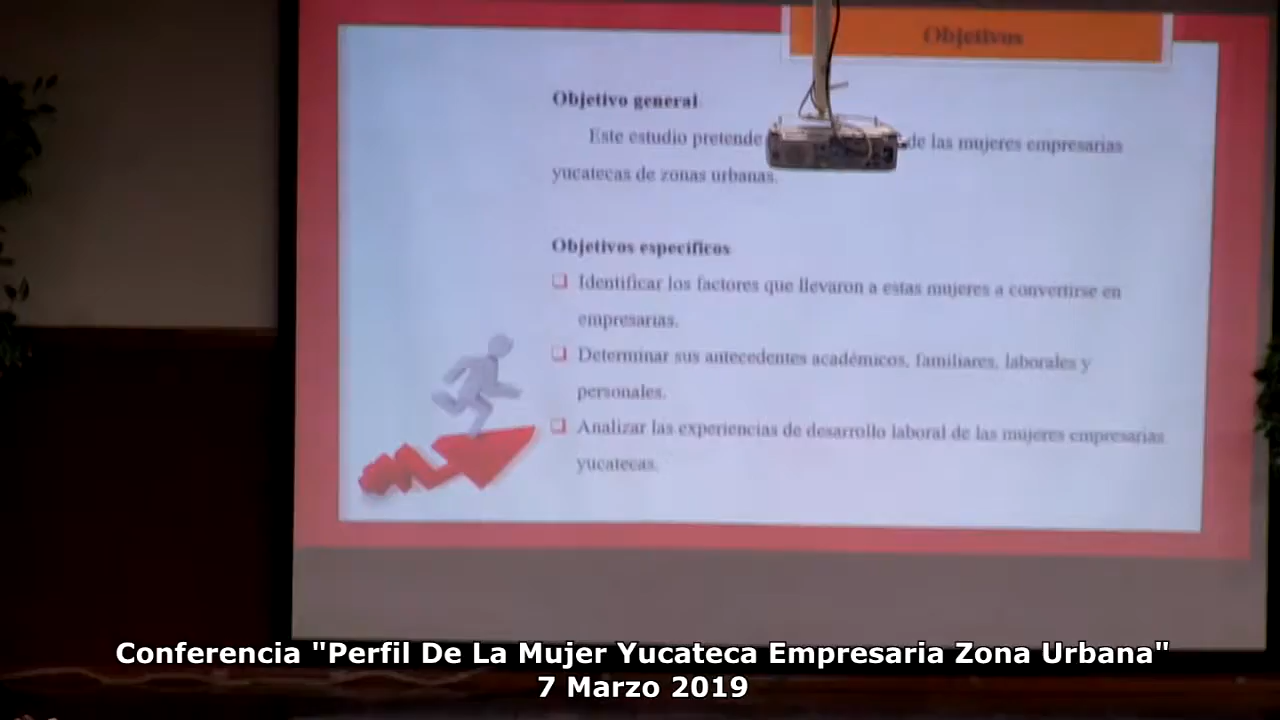 Objetivos
Objetivo general
Este estudio pretende de las mujeres empresarias
yucatecas de zonas urbanas.
Objetivos específicos
Identificar los factores que llevaron a estas mujeres a convertirse en
empresarias.
Determinar sus antecedentes académicos, familiares, laborales y
personales.
Analizar las experiencias de desarrollo laboral de las mujeres empresarias
yucatecas.
Conferencia "Perfil De La Mujer Yucateca Empresaria Zona Urbana"
7 Marzo 2019